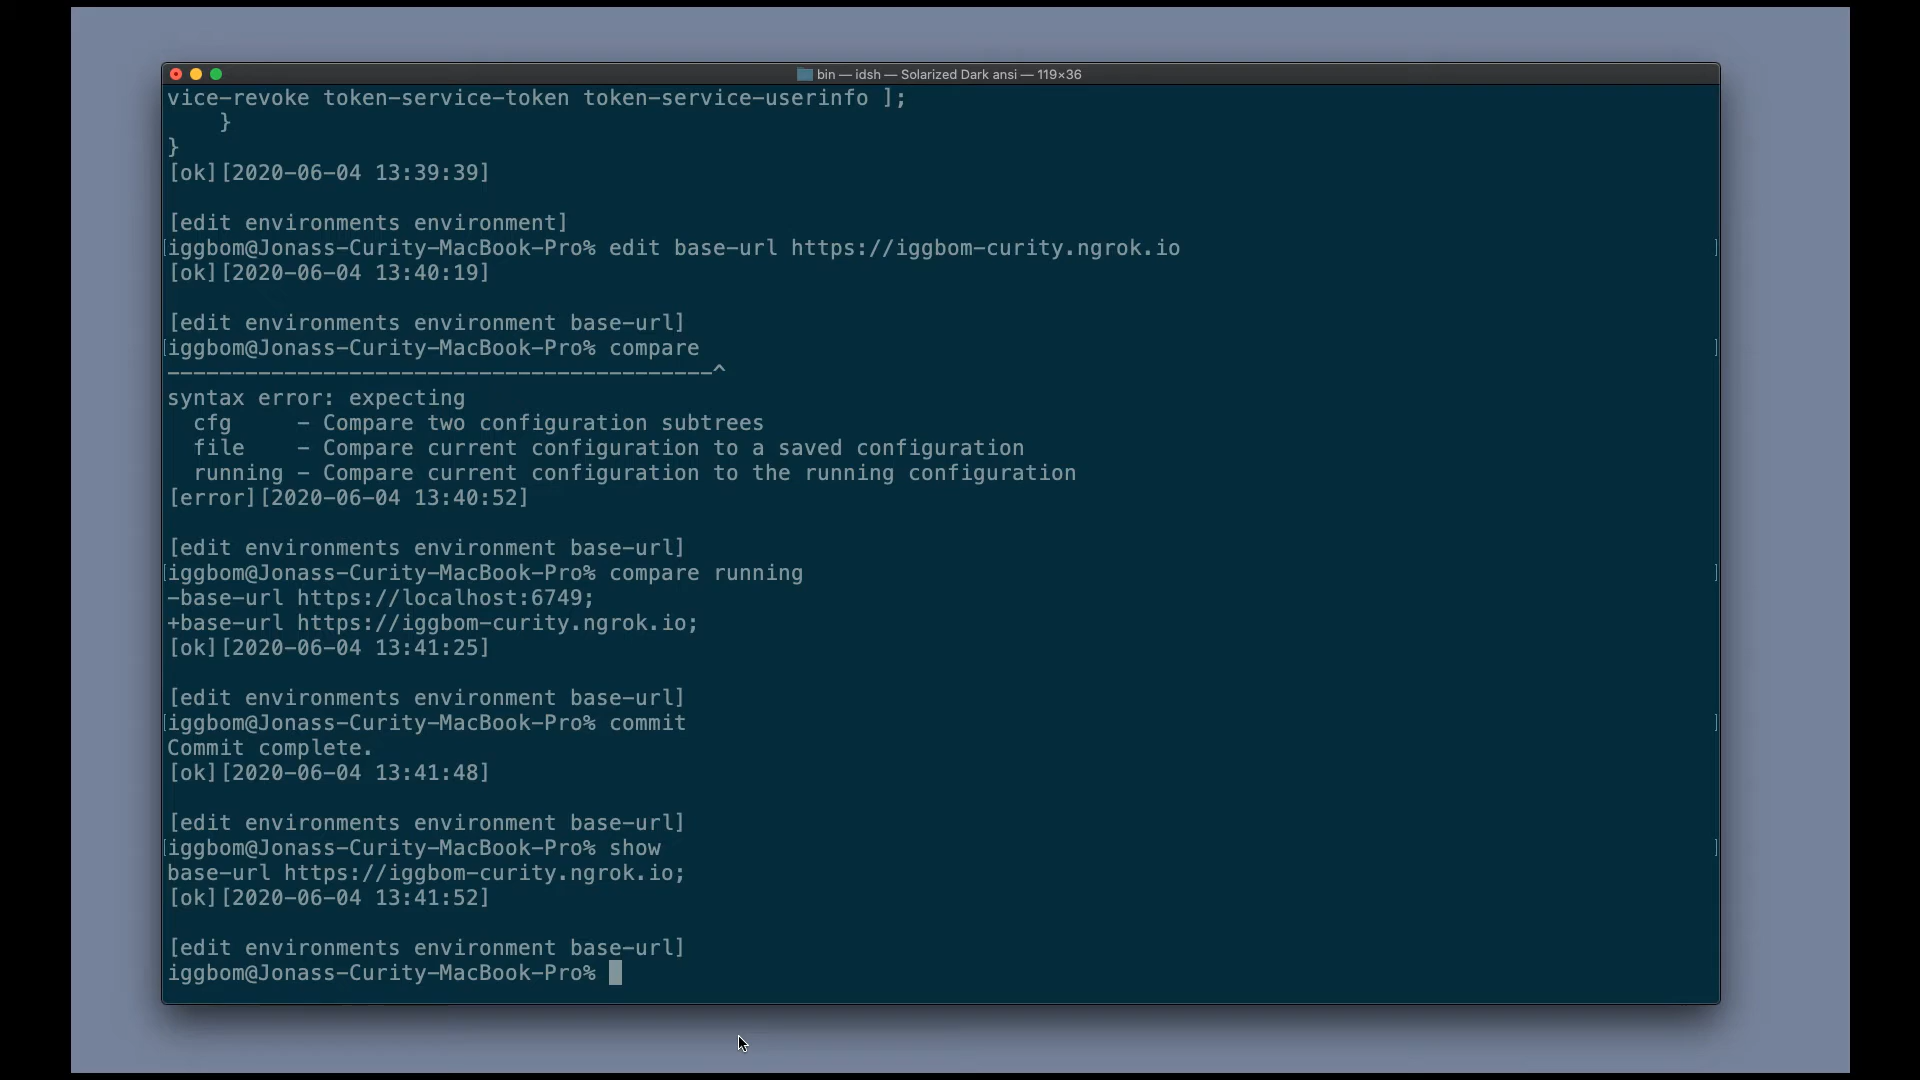 bin — idsh — Solarized Dark ansi — 119×36
vice-revoke token-service-token token-service-userinfo ];
}
}
[ok][2020-06-04 13:39:39]
[edit environments environment]
[iggbom@Jonass-Curity-MacBook-Pro% edit base-url https://iggbom-curity.ngrok.io ]
[ok][2020-06-04 13:40:19]
[edit environments environment base-url]
[iggbom@Jonass-Curity-MacBook-Pro% compare ]
------------------------------------------^
syntax error: expecting
cfg - Compare two configuration subtrees
file - Compare current configuration to a saved configuration
running - Compare current configuration to the running configuration
[error][2020-06-04 13:40:52]
[edit environments environment base-url]
[iggbom@Jonass-Curity-MacBook-Pro% compare running ]
-base-url https://localhost:6749;
+base-url https://iggbom-curity.ngrok.io;
[ok][2020-06-04 13:41:25]
[edit environments environment base-url]
[iggbom@Jonass-Curity-MacBook-Pro% commit ]
Commit complete.
[ok][2020-06-04 13:41:48]
[edit environments environment base-url]
[iggbom@Jonass-Curity-MacBook-Pro% show ]
base-url https://iggbom-curity.ngrok.io;
[ok][2020-06-04 13:41:52]
[edit environments environment base-url]
iggbom@Jonass-Curity-MacBook-Pro%